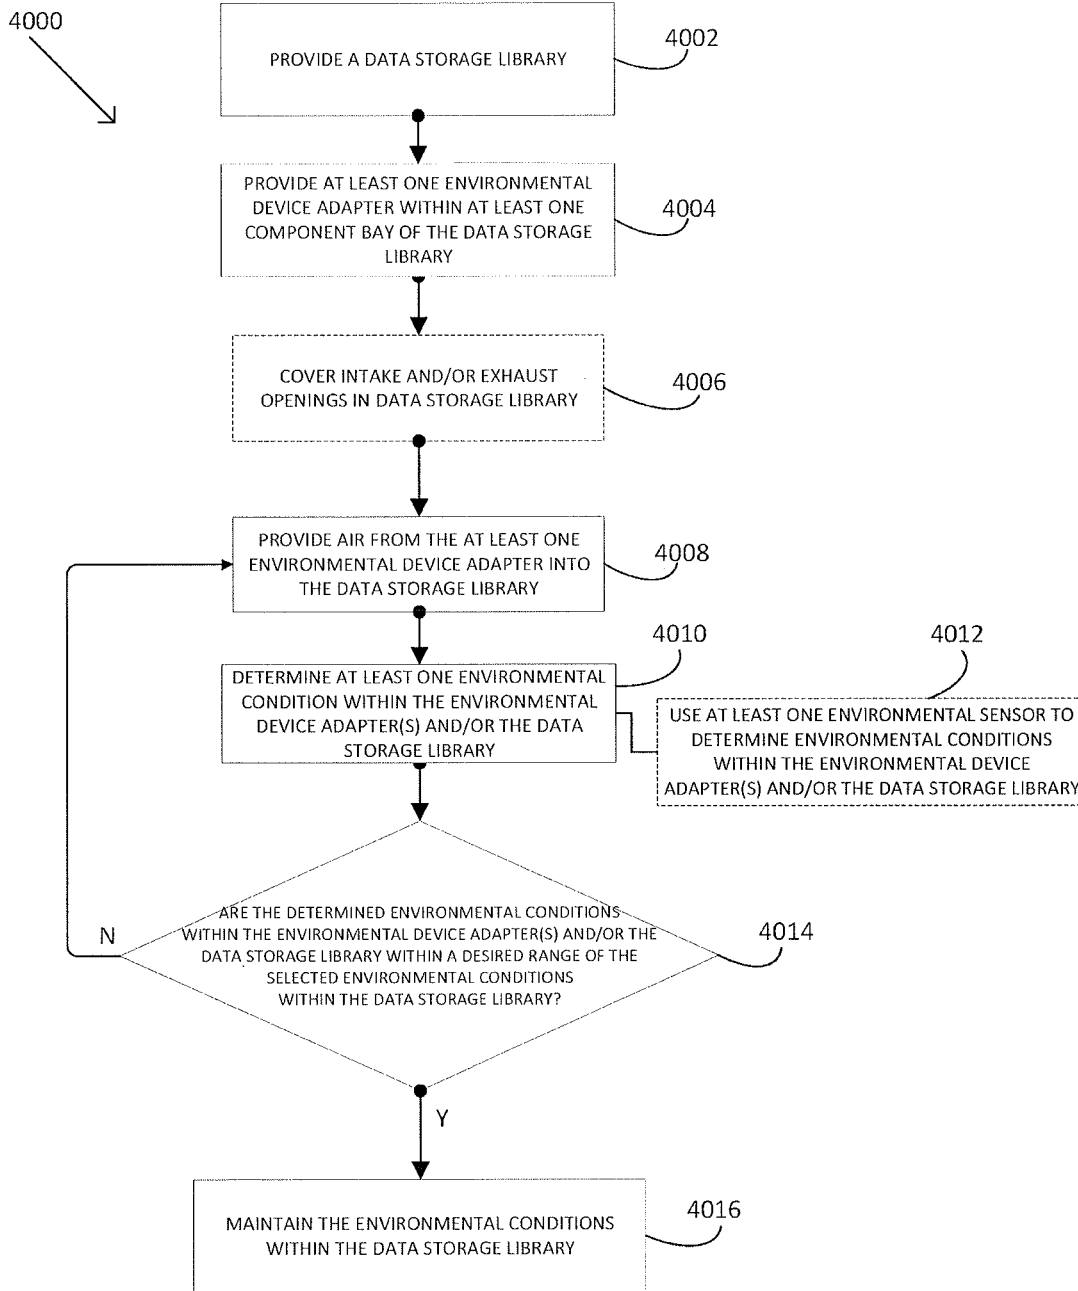 4000
PROVIDE A DATA STORAGE LIBRARY
4002
PROVIDE AT LEAST ONE ENVIRONMENTAL
DEVICE ADAPTER WITHIN AT LEAST ONE
COMPONENT BAY OF THE DATA STORAGE
LIBRARY
4004
COVER INTAKE AND/OR EXHAUST
OPENINGS IN DATA STORAGE LIBRARY
4006
PROVIDE AIR FROM THE AT LEAST ONE
ENVIRONMENTAL DEVICE ADAPTER INTO
THE DATA STORAGE LIBRARY
4008
DETERMINE AT LEAST ONE ENVIRONMENTAL
CONDITION WITHIN THE ENVIRONMENTAL
DEVICE ADAPTER(S) AND/OR THE DATA
STORAGE LIBRARY
4010
4012
USE AT LEAST ONE ENVIRONMENTAL SENSOR TO
DETERMINE ENVIRONMENTAL CONDITIONS
WITHIN THE ENVIRONMENTAL DEVICE
ADAPTER(S) AND/OR THE DATA STORAGE LIBRARY
ARE THE DETERMINED ENVIRONMENTAL CONDITIONS
WITHIN THE ENVIRONMENTAL DEVICE ADAPTER(S) AND/OR THE
DATA STORAGE LIBRARY WITHIN A DESIRED RANGE OF THE
SELECTED ENVIRONMENTAL CONDITIONS
WITHIN THE DATA STORAGE LIBRARY?
4014
N
Y
MAINTAIN THE ENVIRONMENTAL CONDITIONS
WITHIN THE DATA STORAGE LIBRARY
4016